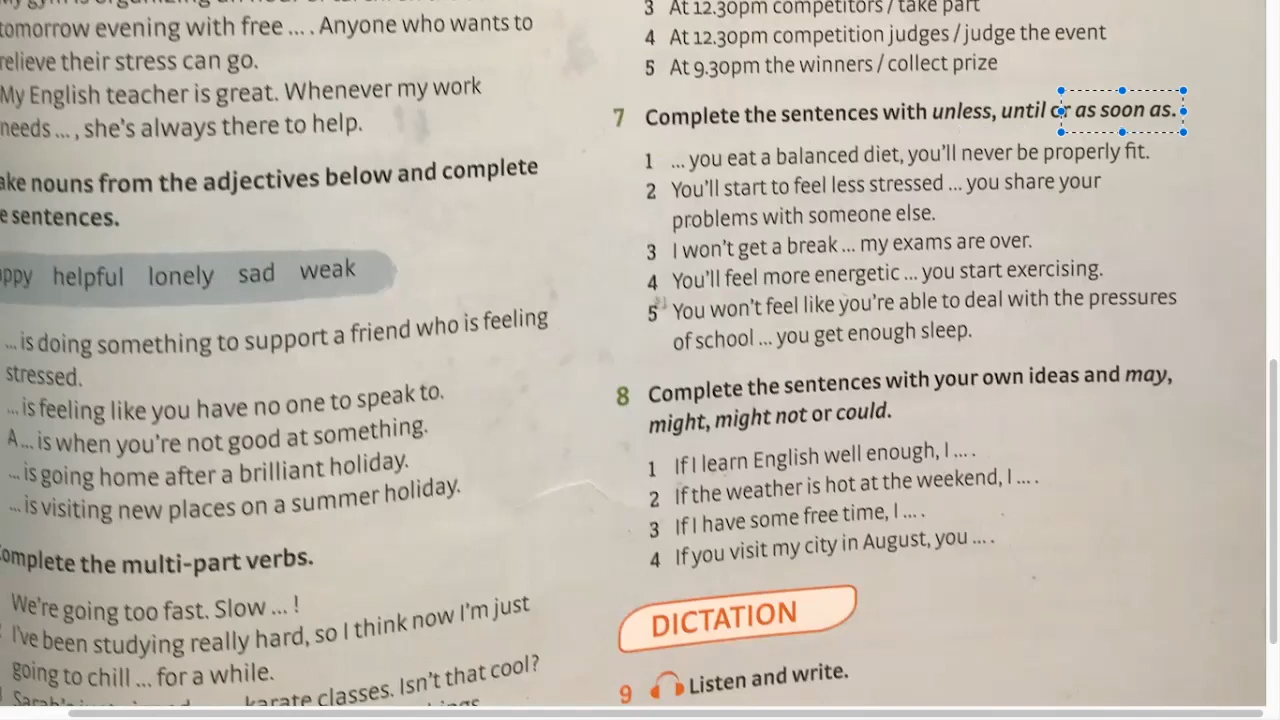 tomorrow evening with free ... . Anyone who wants to
relieve their stress can go.
My English teacher is great. Whenever my work
needs ... , she's always there to help.
ake nouns from the adjectives below and complete
e sentences.
ppy helpful lonely sad weak
... is doing something to support a friend who is feeling
stressed.
... is feeling like you have no one to speak to.
A ... is when you're not good at something.
... is going home after a brilliant holiday.
... is visiting new places on a summer holiday.
omplete the multi-part verbs.
We're going too fast. Slow ... !
I've been studying really hard, so I think now I'm just
going to chill ... for a while.
karate classes. Isn't that cool?
3 At 12.30pm competitors / take part
4 At 12.30pm competition judges / judge the event
5 At 9.30pm the winners / collect prize
7 Complete the sentences with unless, until or as soon as.
1 ... you eat a balanced diet, you'll never be properly fit.
2 You'll start to feel less stressed ... you share your
problems with someone else.
3 I won't get a break ... my exams are over.
4 You'll feel more energetic ... you start exercising.
5 You won't feel like you're able to deal with the pressures
of school ... you get enough sleep.
8 Complete the sentences with your own ideas and may,
might, might not or could.
1 If I learn English well enough, I ... .
2 If the weather is hot at the weekend, I ... .
3 If I have some free time, I ... .
4 If you visit my city in August, you ... .
DICTATION
9 Listen and write.